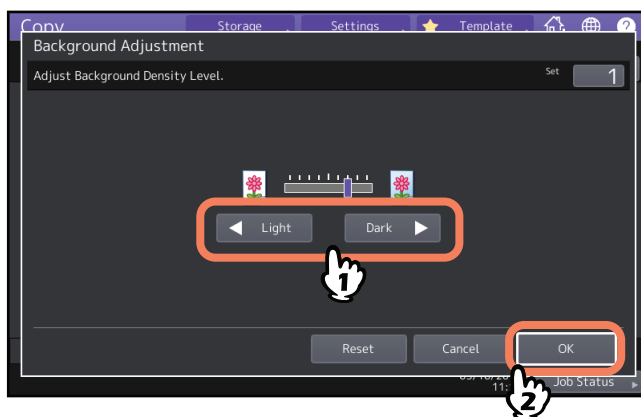 Copy Storage Settings Template ?
Background Adjustment
Adjust Background Density Level.
Set 1
Light Dark
1
Reset Cancel OK
11:
Job Status
2